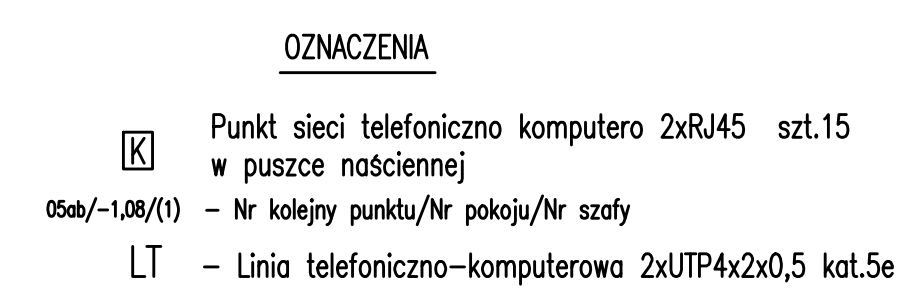 OZNACZENIA
K Punkt sieci telefoniczno komputero 2xRJ45 szt.15
w puszce naściennej
05ab/-1,08/(1) - Nr kolejny punktu/Nr pokoju/Nr szafy
LT - Linia telefoniczno-komputerowa 2xUTP4x2x0,5 kat.5e